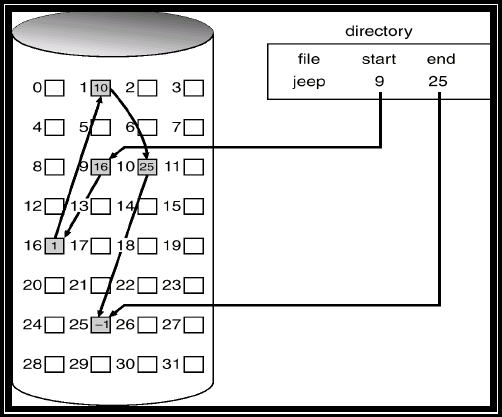 directory
file start end
jeep 9 25
0 1 10 2 3
4 5 6 7
8 9 16 10 25 11
12 13 14 15
16 1 17 18 19
20 21 22 23
24 25 -1 26 27
28 29 30 31